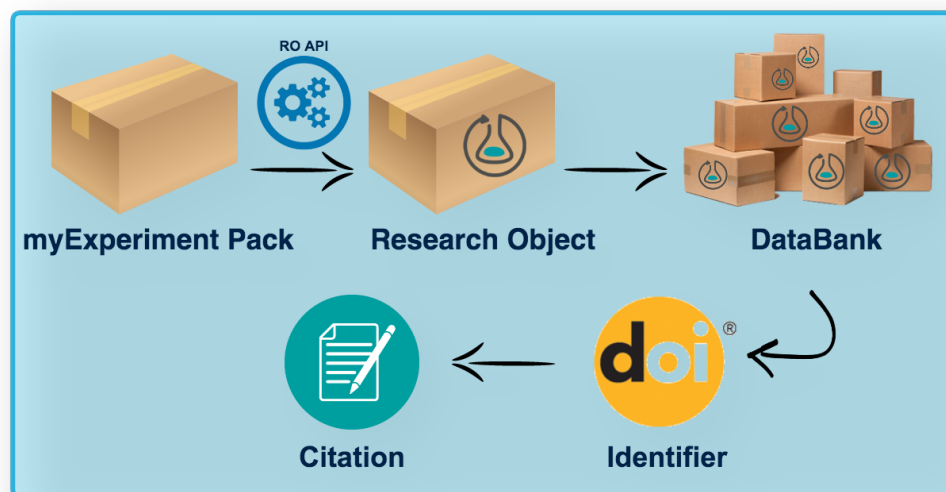 RO API
myExperiment Pack
Research Object
DataBank
doi®
Citation
Identifier